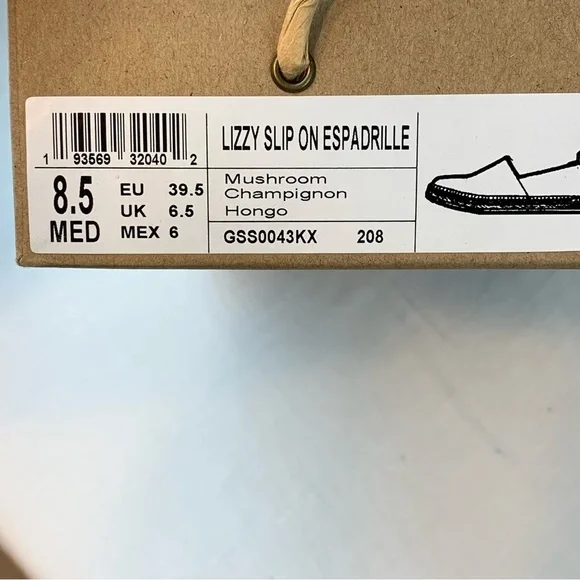 1 93569 32040 2
8.5 EU 39.5
UK 6.5
MED MEX 6
LIZZY SLIP ON ESPADRILLE
Mushroom
Champignon
Hongo
GSS0043KX 208